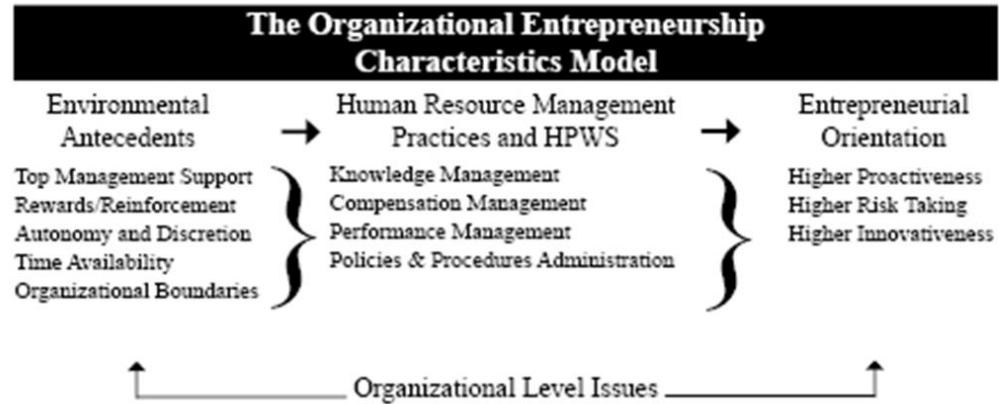 The Organizational Entrepreneurship
Characteristics Model
Environmental
Antecedents
Human Resource Management
Practices and HPWS
Entrepreneurial
Orientation
Top Management Support
Rewards/Reinforcement
Autonomy and Discretion
Time Availability
Organizational Boundaries
Knowledge Management
Compensation Management
Performance Management
Policies & Procedures Administration
Higher Proactiveness
Higher Risk Taking
Higher Innovativeness
Organizational Level Issues